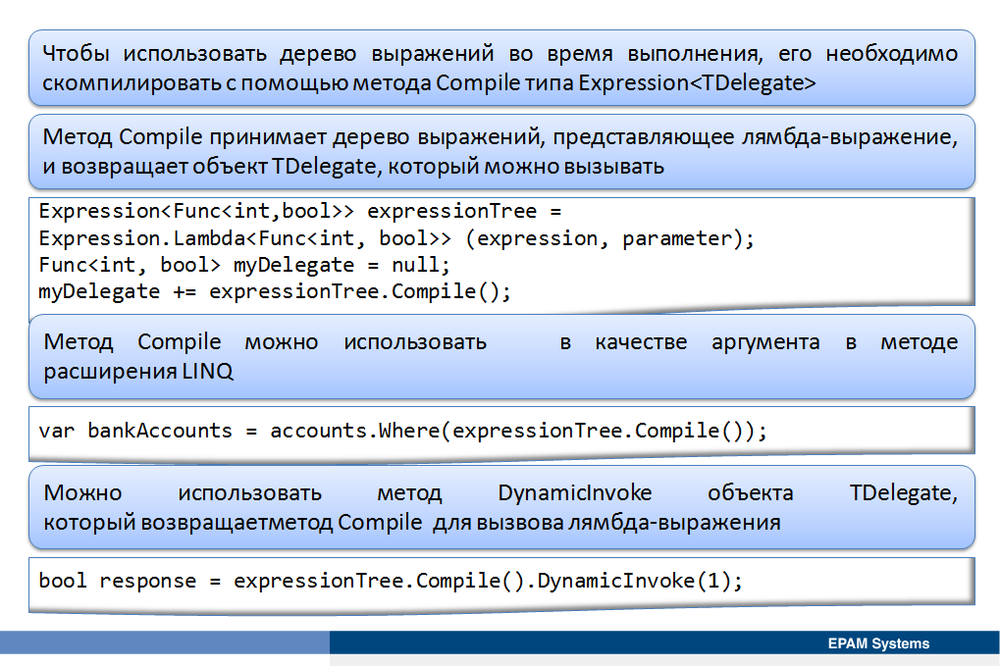 Чтобы использовать дерево выражений во время выполнения, его необходимо
скомпилировать с помощью метода Compile типа Expression<TDelegate>
Метод Compile принимает дерево выражений, представляющее лямбда-выражение,
и возвращает объект TDelegate, который можно вызывать
Expression<Func<int,bool>> expressionTree =
Expression.Lambda<Func<int, bool>> (expression, parameter);
Func<int, bool> myDelegate = null;
myDelegate += expressionTree.Compile();
Метод Compile можно использовать в качестве аргумента в методе
расширения LINQ
var bankAccounts = accounts.Where(expressionTree.Compile());
Можно использовать метод DynamicInvoke объекта TDelegate,
который возвращаетметод Compile для вызвова лямбда-выражения
bool response = expressionTree.Compile().DynamicInvoke(1);
EPAM Systems